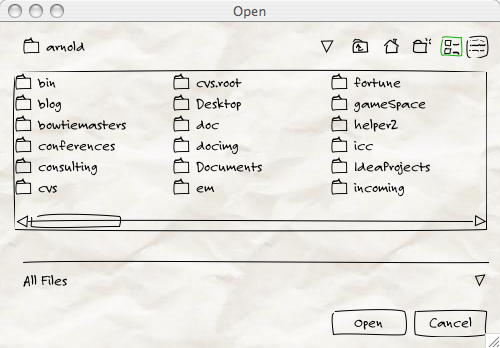 Open
arnold
bin cvs.root fortune
blog Desktop gameSpace
bowtiemasters doc helper2
conferences docimg icc
consulting Documents IdeaProjects
cvs em incoming
All Files
Open Cancel